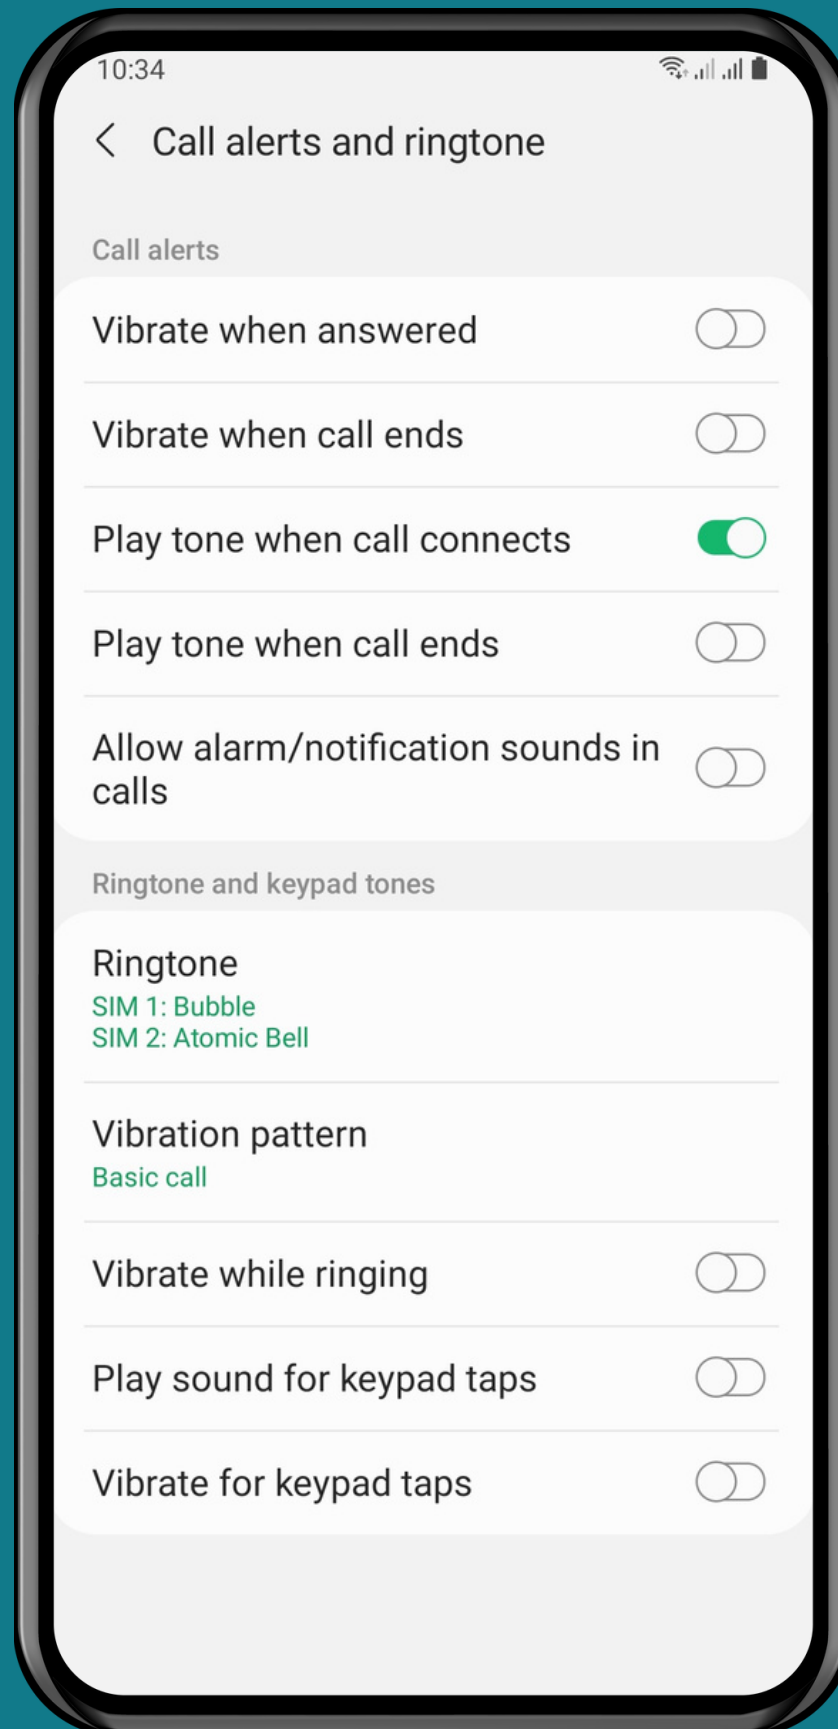 10:34
Call alerts and ringtone
Call alerts
Vibrate when answered
Vibrate when call ends
Play tone when call connects
Play tone when call ends
Allow alarm/notification sounds in
calls
Ringtone and keypad tones
Ringtone
SIM 1: Bubble
SIM 2: Atomic Bell
Vibration pattern
Basic call
Vibrate while ringing
Play sound for keypad taps
Vibrate for keypad taps